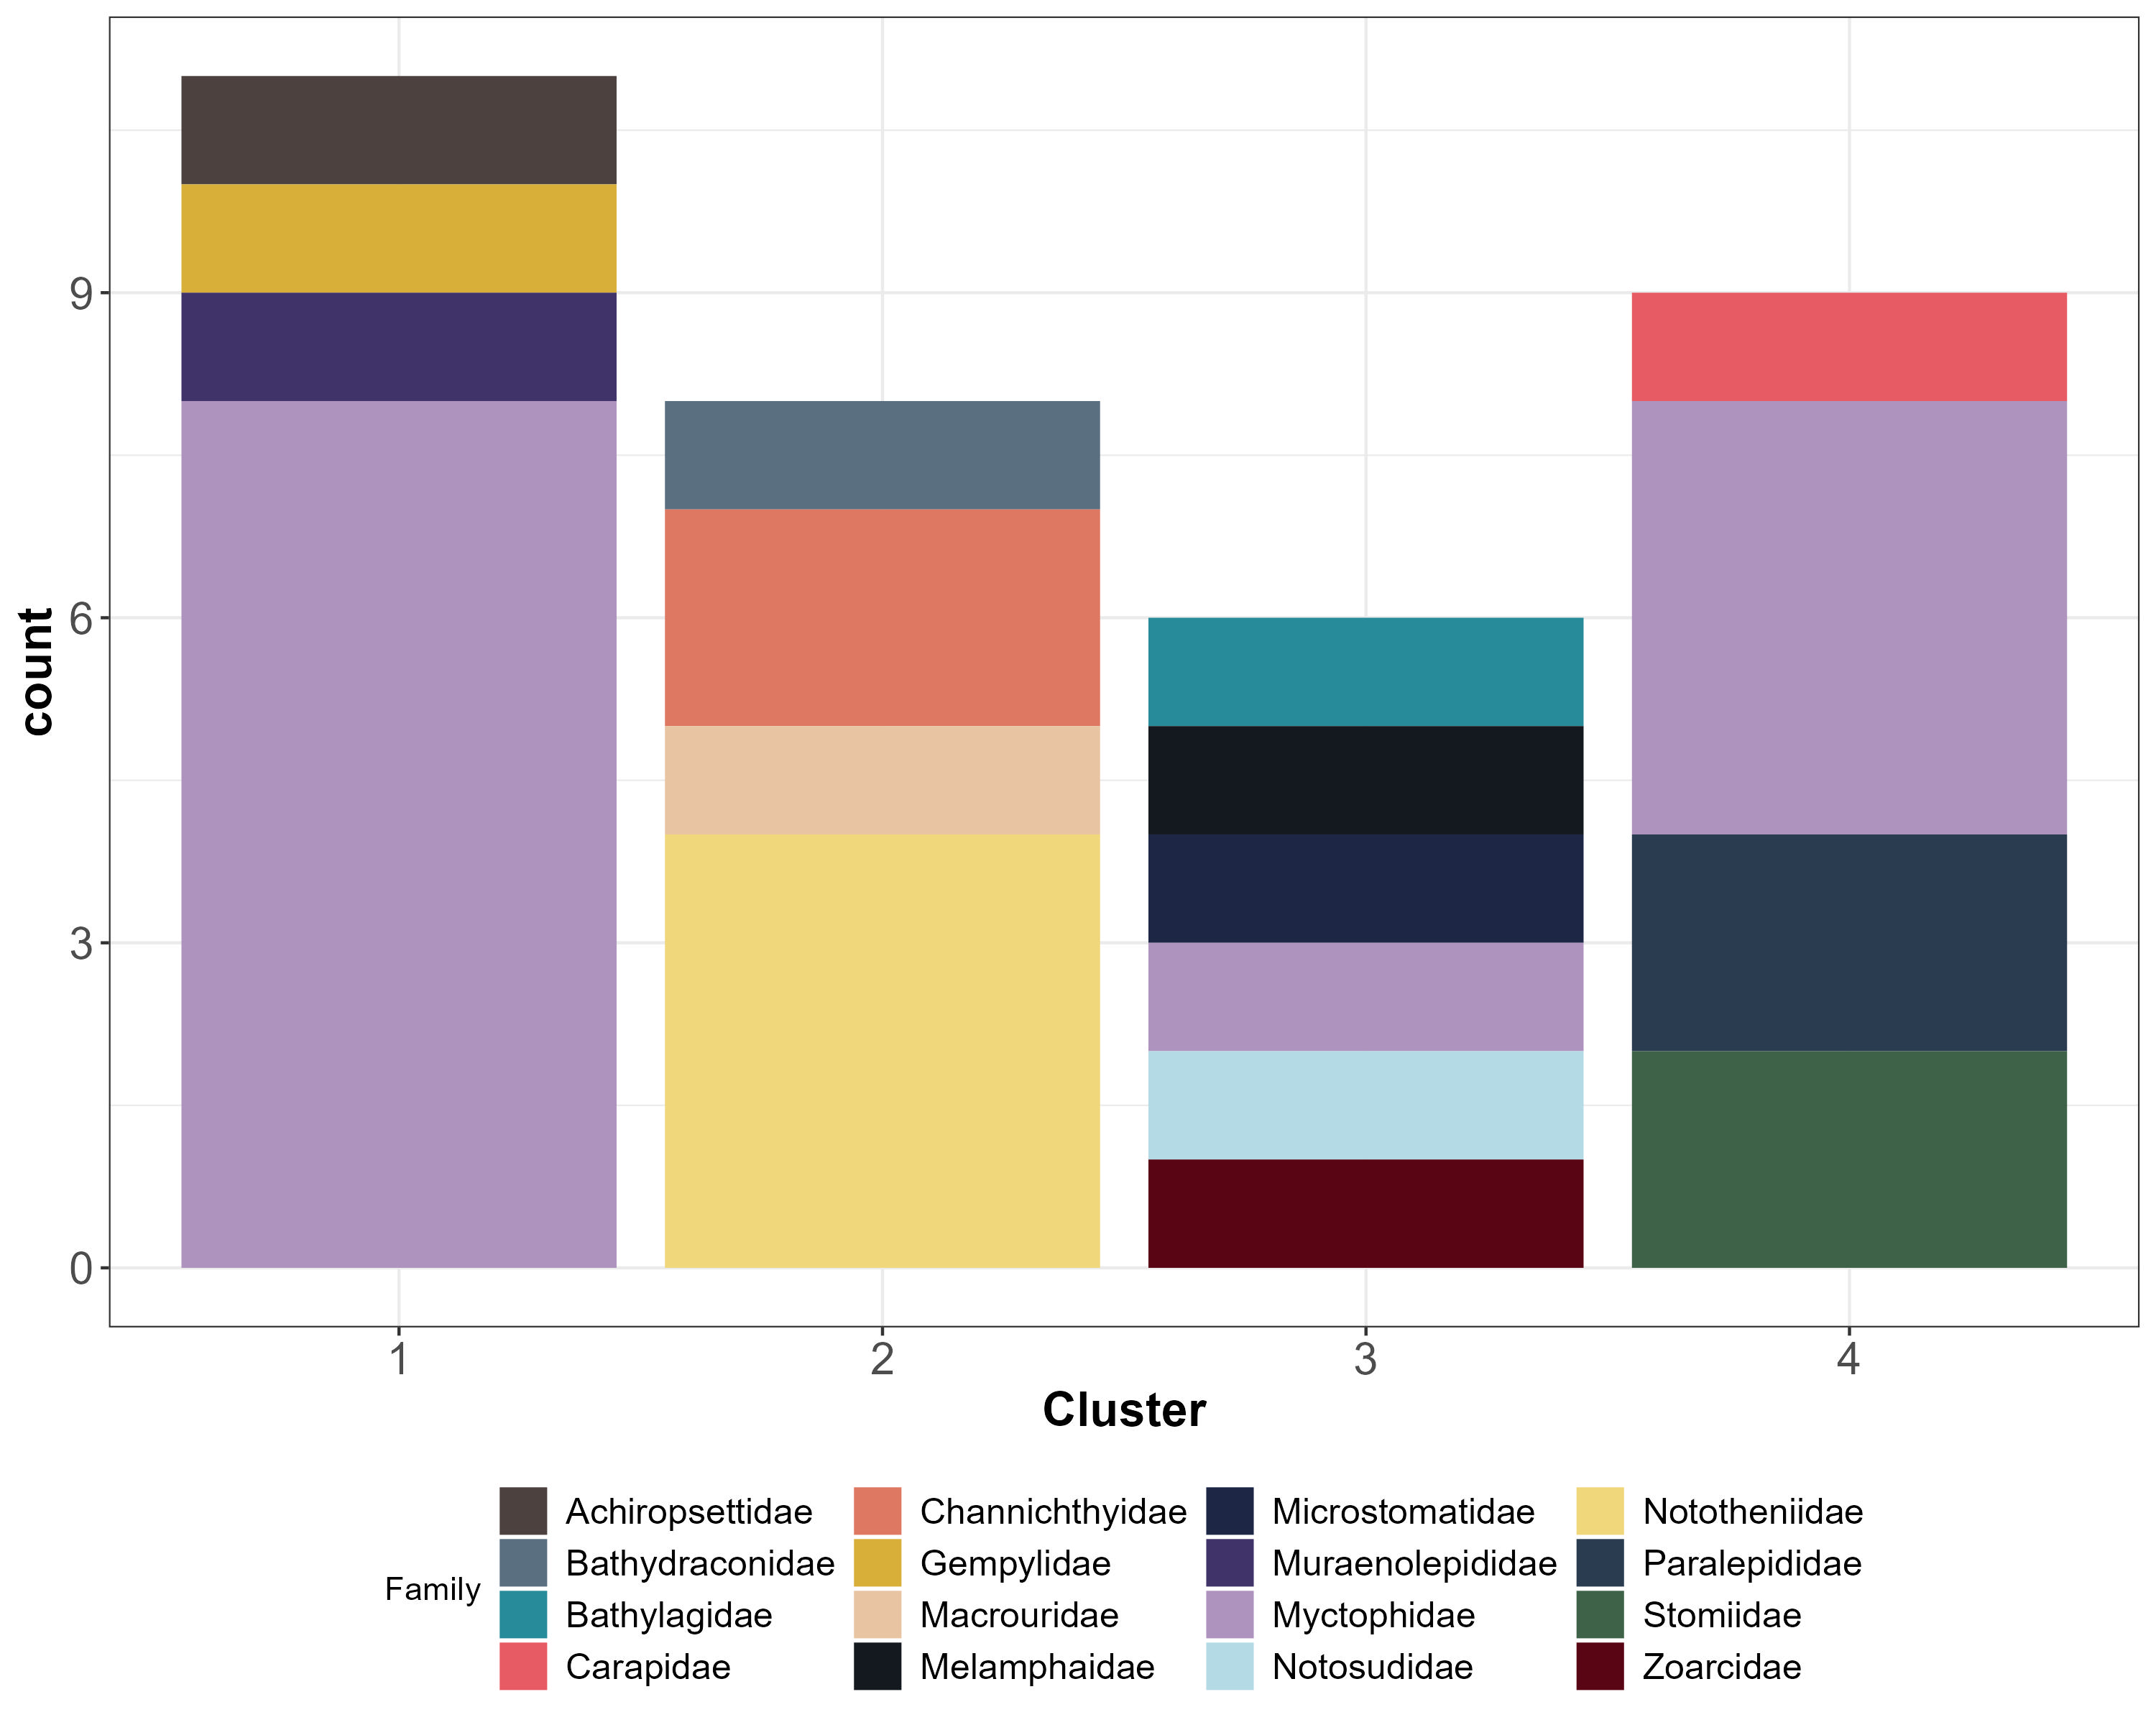 count
9
6
3
0
1 2 3 4
Cluster
Family
Achiropsettidae Channichthyidae Microstomatidae Nototheniidae
Bathydraconidae Gempylidae Muraenolepididae Paralepididae
Bathylagidae Macrouridae Myctophidae Stomiidae
Carapidae Melamphaidae Notosudidae Zoarcidae